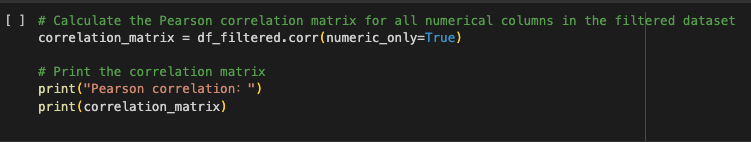 [ ] # Calculate the Pearson correlation matrix for all numerical columns in the filtered dataset
correlation_matrix = df_filtered.corr(numeric_only=True)
# Print the correlation matrix
print("Pearson correlation: ")
print(correlation_matrix)